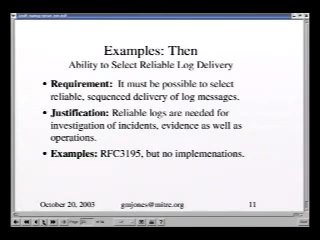 Examples: Then
Ability to Select Reliable Log Delivery
• Requirement: It must be possible to select
reliable, sequenced delivery of log messages.
• Justification: Reliable logs are needed for
investigation of incidents, evidence as well as
operations.
• Examples: RFC3195, but no implemenations.
October 20, 2003 gmjones@mitre.org 11